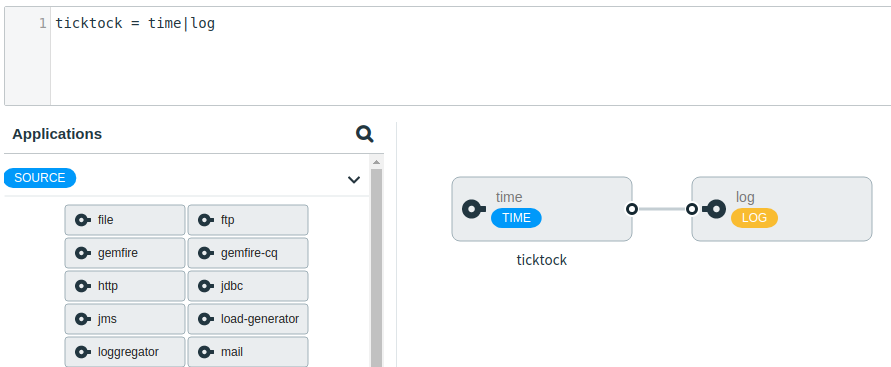 1 ticktock = time|log
Applications
SOURCE
file ftp
gemfire gemfire-cq
http jdbc
jms load-generator
loggregator mail
time
TIME
ticktock
log
LOG